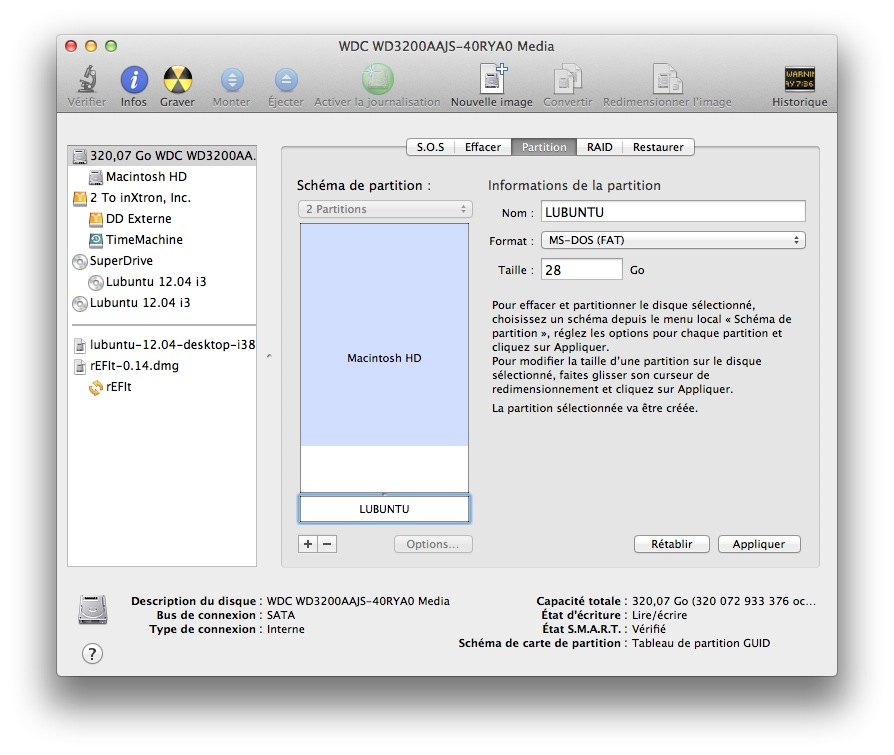 WDC WD3200AAJS-40RYA0 Media
Vérifier Infos Graver Monter Éjecter Activer la journalisation Nouvelle image Convertir Redimensionner l'image Historique
WARNIN
AY 7:36
S.O.S Effacer Partition RAID Restaurer
320,07 Go WDC WD3200AA…
Macintosh HD
2 To inXtron, Inc.
DD Externe
TimeMachine
SuperDrive
Lubuntu 12.04 i3
Lubuntu 12.04 i3
lubuntu-12.04-desktop-i38
rEFIt-0.14.dmg
rEFIt
Schéma de partition :
2 Partitions
Macintosh HD
LUBUNTU
+ −
Options...
Informations de la partition
Nom : LUBUNTU
Format : MS-DOS (FAT)
Taille : 28 Go
Pour effacer et partitionner le disque sélectionné,
choisissez un schéma depuis le menu local « Schéma de
partition », réglez les options pour chaque partition et
cliquez sur Appliquer.
Pour modifier la taille d'une partition sur le disque
sélectionné, faites glisser son curseur de
redimensionnement et cliquez sur Appliquer.
La partition sélectionnée va être créée.
Rétablir Appliquer
Description du disque : WDC WD3200AAJS-40RYA0 Media
Bus de connexion : SATA
Type de connexion : Interne
Capacité totale : 320,07 Go (320 072 933 376 oc...
État d'écriture : Lire/écrire
État S.M.A.R.T. : Vérifié
Schéma de carte de partition : Tableau de partition GUID
?